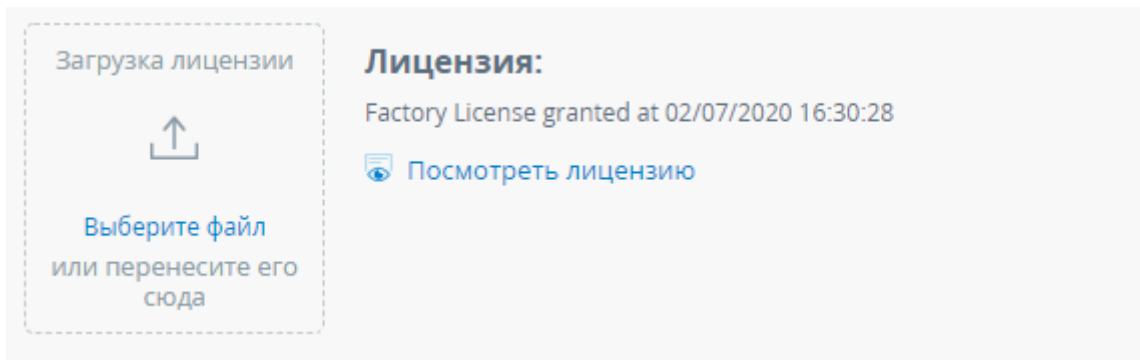 Загрузка лицензии
Выберите файл
или перенесите его
сюда
Лицензия:
Factory License granted at 02/07/2020 16:30:28
Посмотреть лицензию